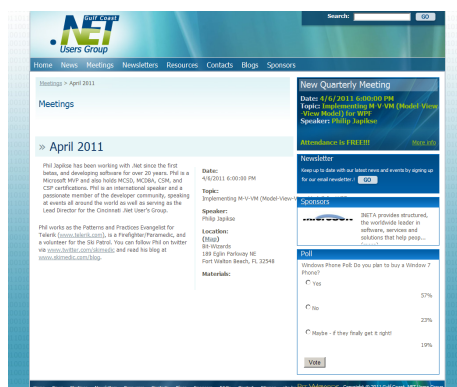 Gulf Coast
.NET
Users Group
Search:
GO
Home News Meetings Newsletters Resources Contacts Blogs Sponsors
Meetings > April 2011
Meetings
» April 2011
Phil Japikse has been working with .Net since the first
betas, and developing software for over 20 years. Phil is a
Microsoft MVP and also holds MCSD, MCDBA, CSM, and
CSP certifications. Phil is an international speaker and a
passionate member of the developer community, speaking
at events all around the world as well as serving as the
Lead Director for the Cincinnati .Net User's Group.
Phil works as the Patterns and Practices Evangelist for
Telerik (www.telerik.com), is a Firefighter/Paramedic, and
a volunteer for the Ski Patrol. You can follow Phil on twitter
via www.twitter.com/skimedic and read his blog at
www.skimedic.com/blog.
Date:
4/6/2011 6:00:00 PM
Topic:
Implementing M-V-VM (Model-View-V
Speaker:
Philip Japikse
Location:
(Map)
Bit-Wizards
189 Eglin Parkway NE
Fort Walton Beach, FL 32548
Materials:
New Quarterly Meeting
Date: 4/6/2011 6:00:00 PM
Topic: Implementing M-V-VM (Model-View
-View Model) for WPF
Speaker: Philip Japikse
Attendance is FREE!!!
More info
Newsletter
Keep up to date with our latest news and events by signing up
for our email newsletter.!
GO
Sponsors
INETA provides structured,
the worldwide leader in
software, services and
solutions that help peop...
Poll
Windows Phone Poll: Do you plan to buy a Window 7
Phone?
Yes
57%
No
23%
Maybe - if they finally get it right!
19%
Vote